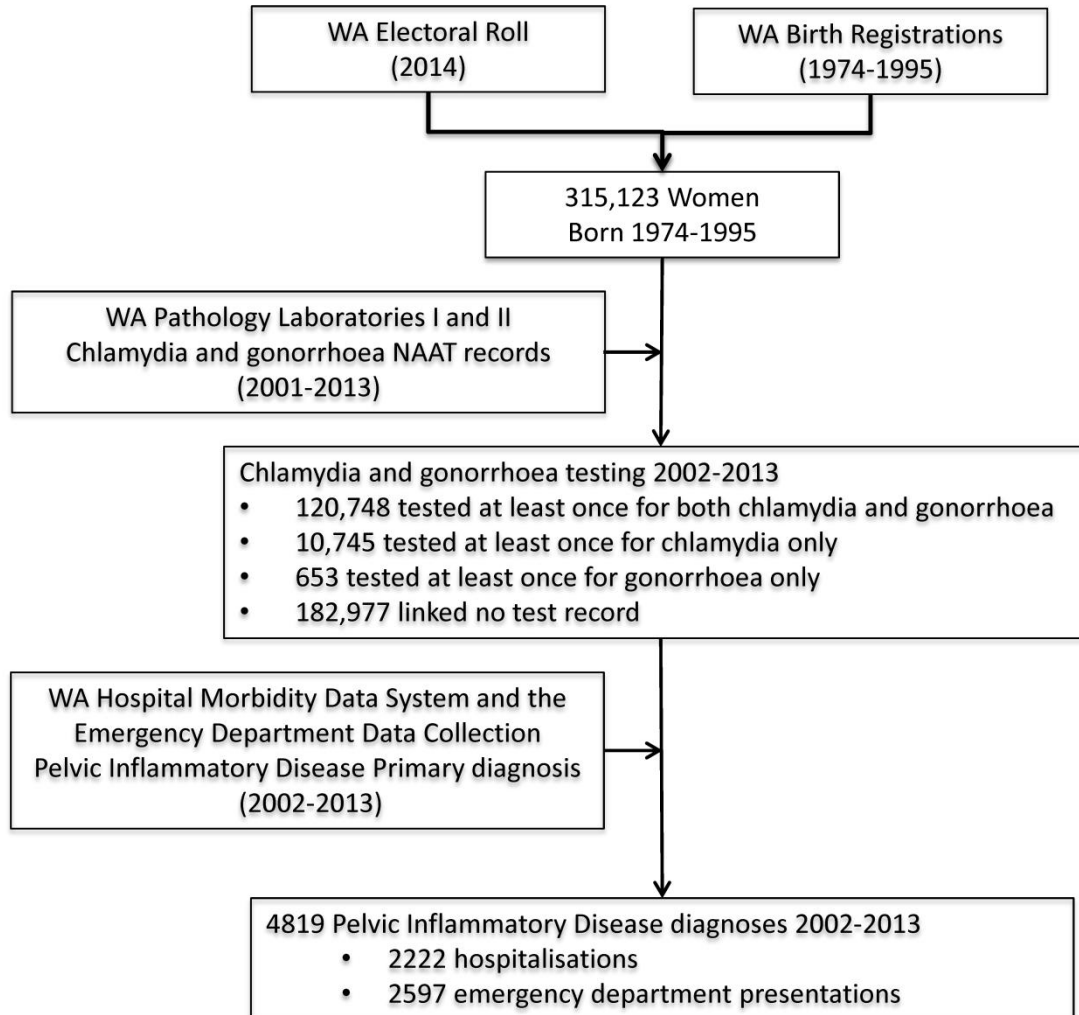 WA Electoral Roll
(2014)
WA Birth Registrations
(1974-1995)
315,123 Women
Born 1974-1995
WA Pathology Laboratories I and II
Chlamydia and gonorrhoea NAAT records
(2001-2013)
Chlamydia and gonorrhoea testing 2002-2013
• 120,748 tested at least once for both chlamydia and gonorrhoea
• 10,745 tested at least once for chlamydia only
• 653 tested at least once for gonorrhoea only
• 182,977 linked no test record
WA Hospital Morbidity Data System and the
Emergency Department Data Collection
Pelvic Inflammatory Disease Primary diagnosis
(2002-2013)
4819 Pelvic Inflammatory Disease diagnoses 2002-2013
• 2222 hospitalisations
• 2597 emergency department presentations